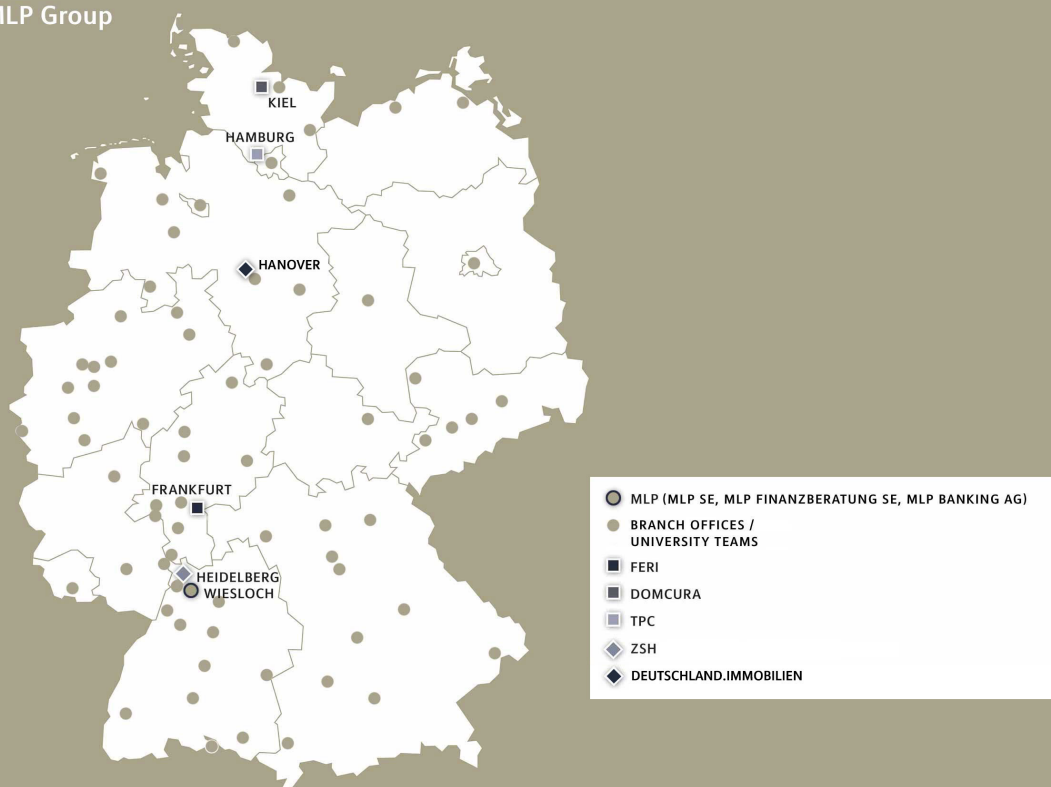 MLP Group
KIEL
HAMBURG
HANOVER
FRANKFURT
HEIDELBERG
WIESLOCH
MLP (MLP SE, MLP FINANZBERATUNG SE, MLP BANKING AG)
BRANCH OFFICES /
UNIVERSITY TEAMS
FERI
DOMCURA
TPC
ZSH
DEUTSCHLAND.IMMOBILIEN